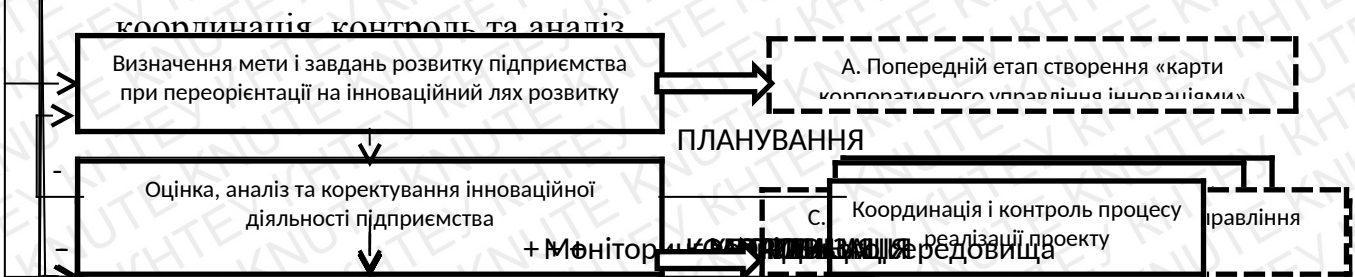 координація, контроль та аналіз
Визначення мети і завдань розвитку підприємства
при переорієнтації на інноваційний лях розвитку
А. Попередній етап створення «карти
корпоративного управління інноваціями»
ПЛАНУВАННЯ
Оцінка, аналіз та коректування інноваційної
діяльності підприємства
С.
Координація і контроль процесу
реалізації проекту
правління